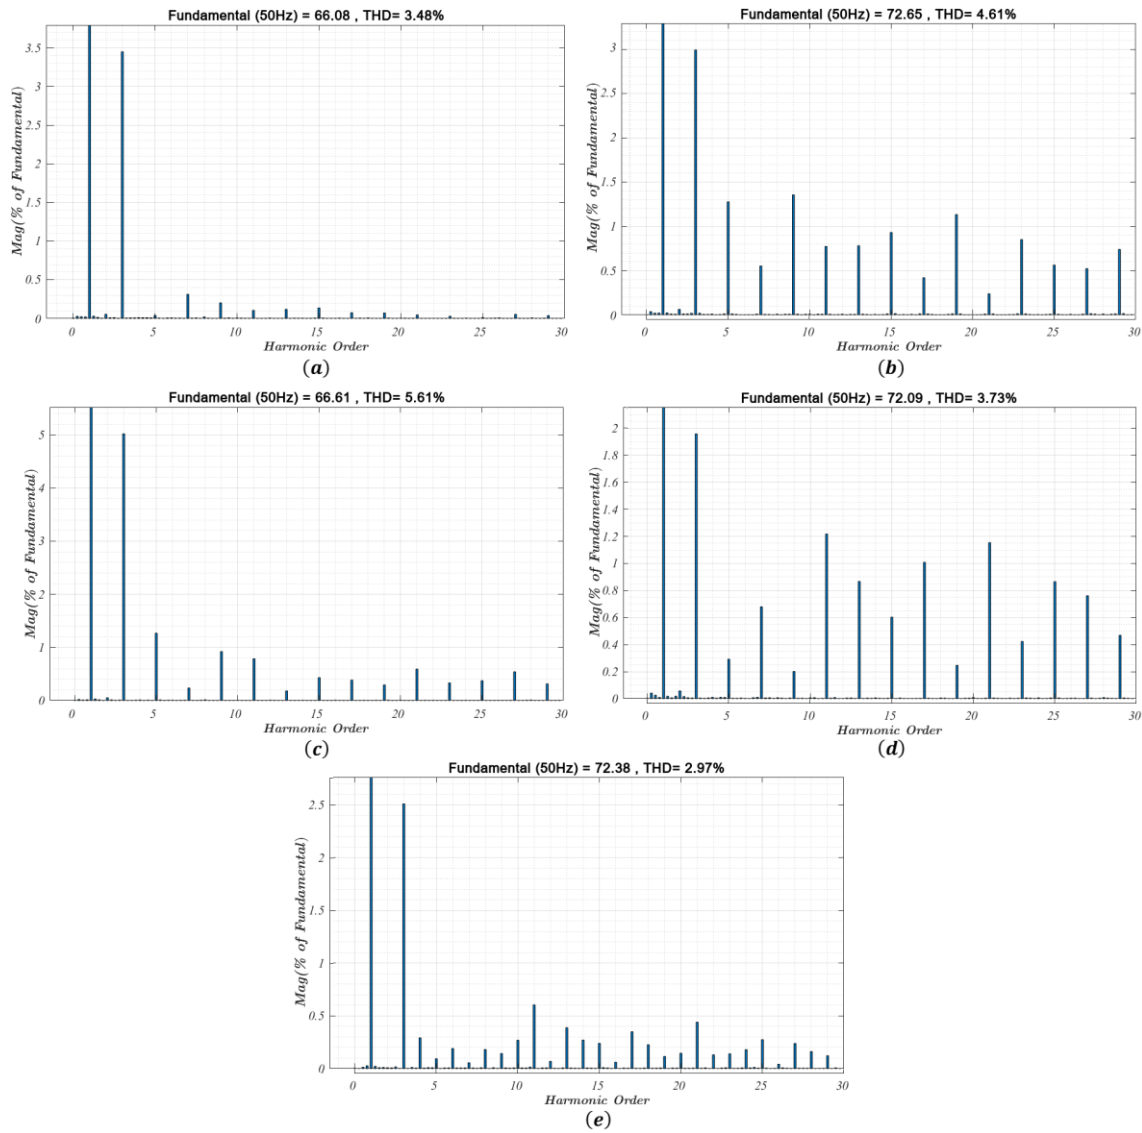 Fundamental (50Hz) = 66.08 , THD= 3.48%
Mag(% of Fundamental)
3.5
3
2.5
2
1.5
1
0.5
0
0 5 10 15 20 25 30
Harmonic Order
(a)
Fundamental (50Hz) = 72.65 , THD= 4.61%
Mag(% of Fundamental)
3
2.5
2
1.5
1
0.5
0
0 5 10 15 20 25 30
Harmonic Order
(b)
Fundamental (50Hz) = 66.61 , THD= 5.61%
Mag(% of Fundamental)
5
4
3
2
1
0
0 5 10 15 20 25 30
Harmonic Order
(c)
Fundamental (50Hz) = 72.09 , THD= 3.73%
Mag(% of Fundamental)
2
1.8
1.6
1.4
1.2
1
0.8
0.6
0.4
0.2
0
0 5 10 15 20 25 30
Harmonic Order
(d)
Fundamental (50Hz) = 72.38 , THD= 2.97%
Mag(% of Fundamental)
2.5
2
1.5
1
0.5
0
0 5 10 15 20 25 30
Harmonic Order
(e)